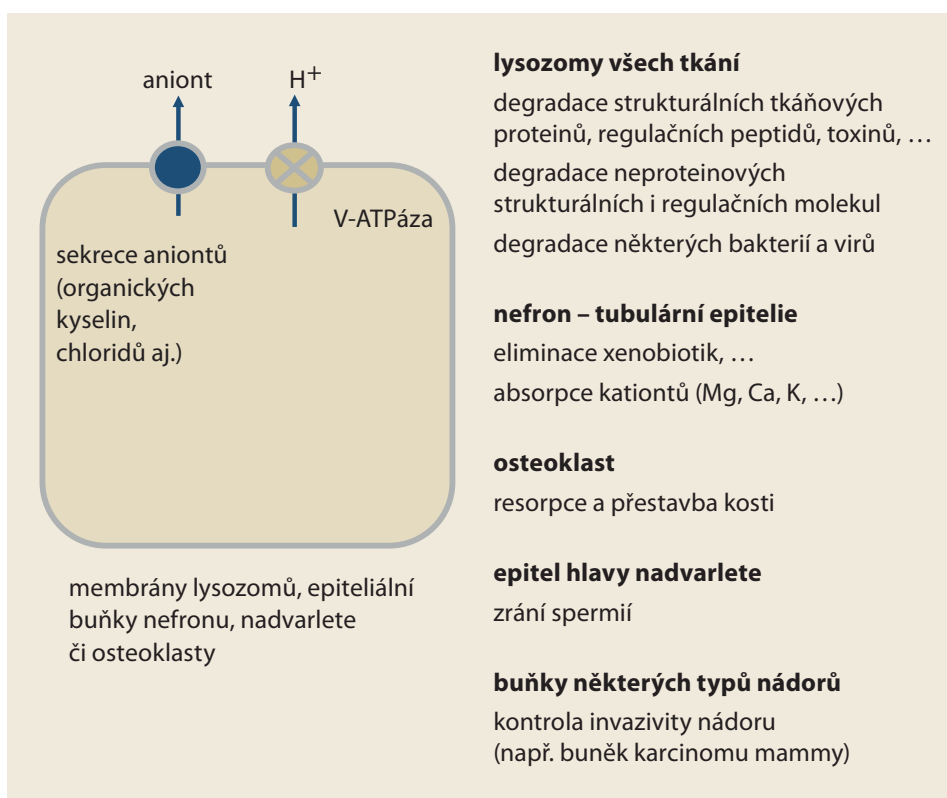 aniont
H+
V-ATPáza
sekrece aniontů
(organických
kyselin,
chloridů aj.)
membrány lysozomů, epiteliální
buňky nefronu, nadvarlete
či osteoklasty
lysozomy všech tkání
degradace strukturálních tkáňových
proteinů, regulačních peptidů, toxinů, …
degradace neproteinových
strukturálních i regulačních molekul
degradace některých bakterií a virů
nefron – tubulární epitelie
eliminace xenobiotik, …
absorpce kationtů (Mg, Ca, K, …)
osteoklast
resorpce a přestavba kosti
epitel hlavy nadvarlete
zrání spermií
buňky některých typů nádorů
kontrola invazivity nádoru
(např. buněk karcinomu mammy)